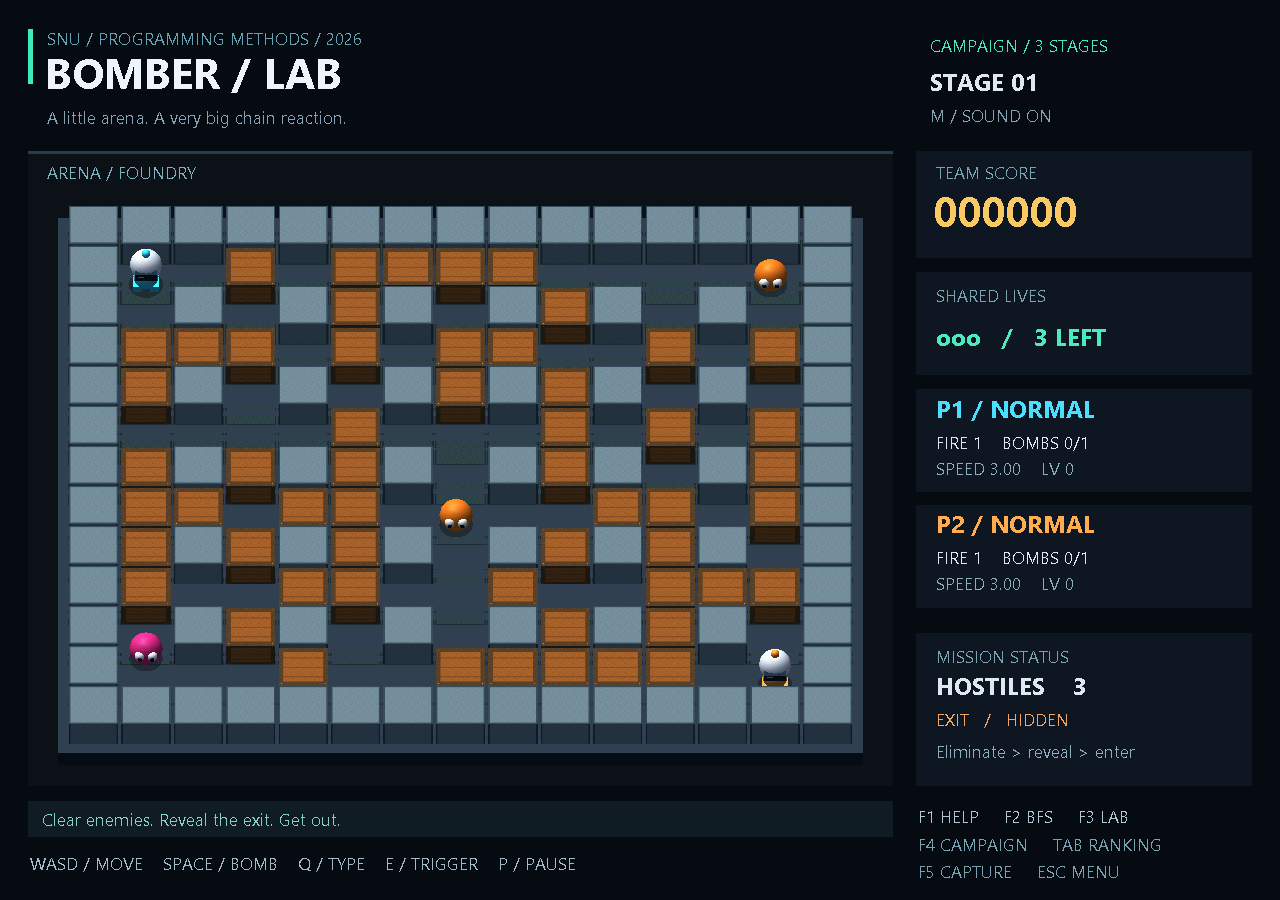 SNU / PROGRAMMING METHODS / 2026
BOMBER / LAB
A little arena. A very big chain reaction.
CAMPAIGN / 3 STAGES
STAGE 01
M / SOUND ON
ARENA / FOUNDRY
TEAM SCORE
000000
SHARED LIVES
ooo / 3 LEFT
P1 / NORMAL
FIRE 1 BOMBS 0/1
SPEED 3.00 LV 0
P2 / NORMAL
FIRE 1 BOMBS 0/1
SPEED 3.00 LV 0
MISSION STATUS
HOSTILES 3
EXIT / HIDDEN
Eliminate > reveal > enter
Clear enemies. Reveal the exit. Get out.
WASD / MOVE SPACE / BOMB Q / TYPE E / TRIGGER P / PAUSE
F1 HELP F2 BFS F3 LAB
F4 CAMPAIGN TAB RANKING
F5 CAPTURE ESC MENU